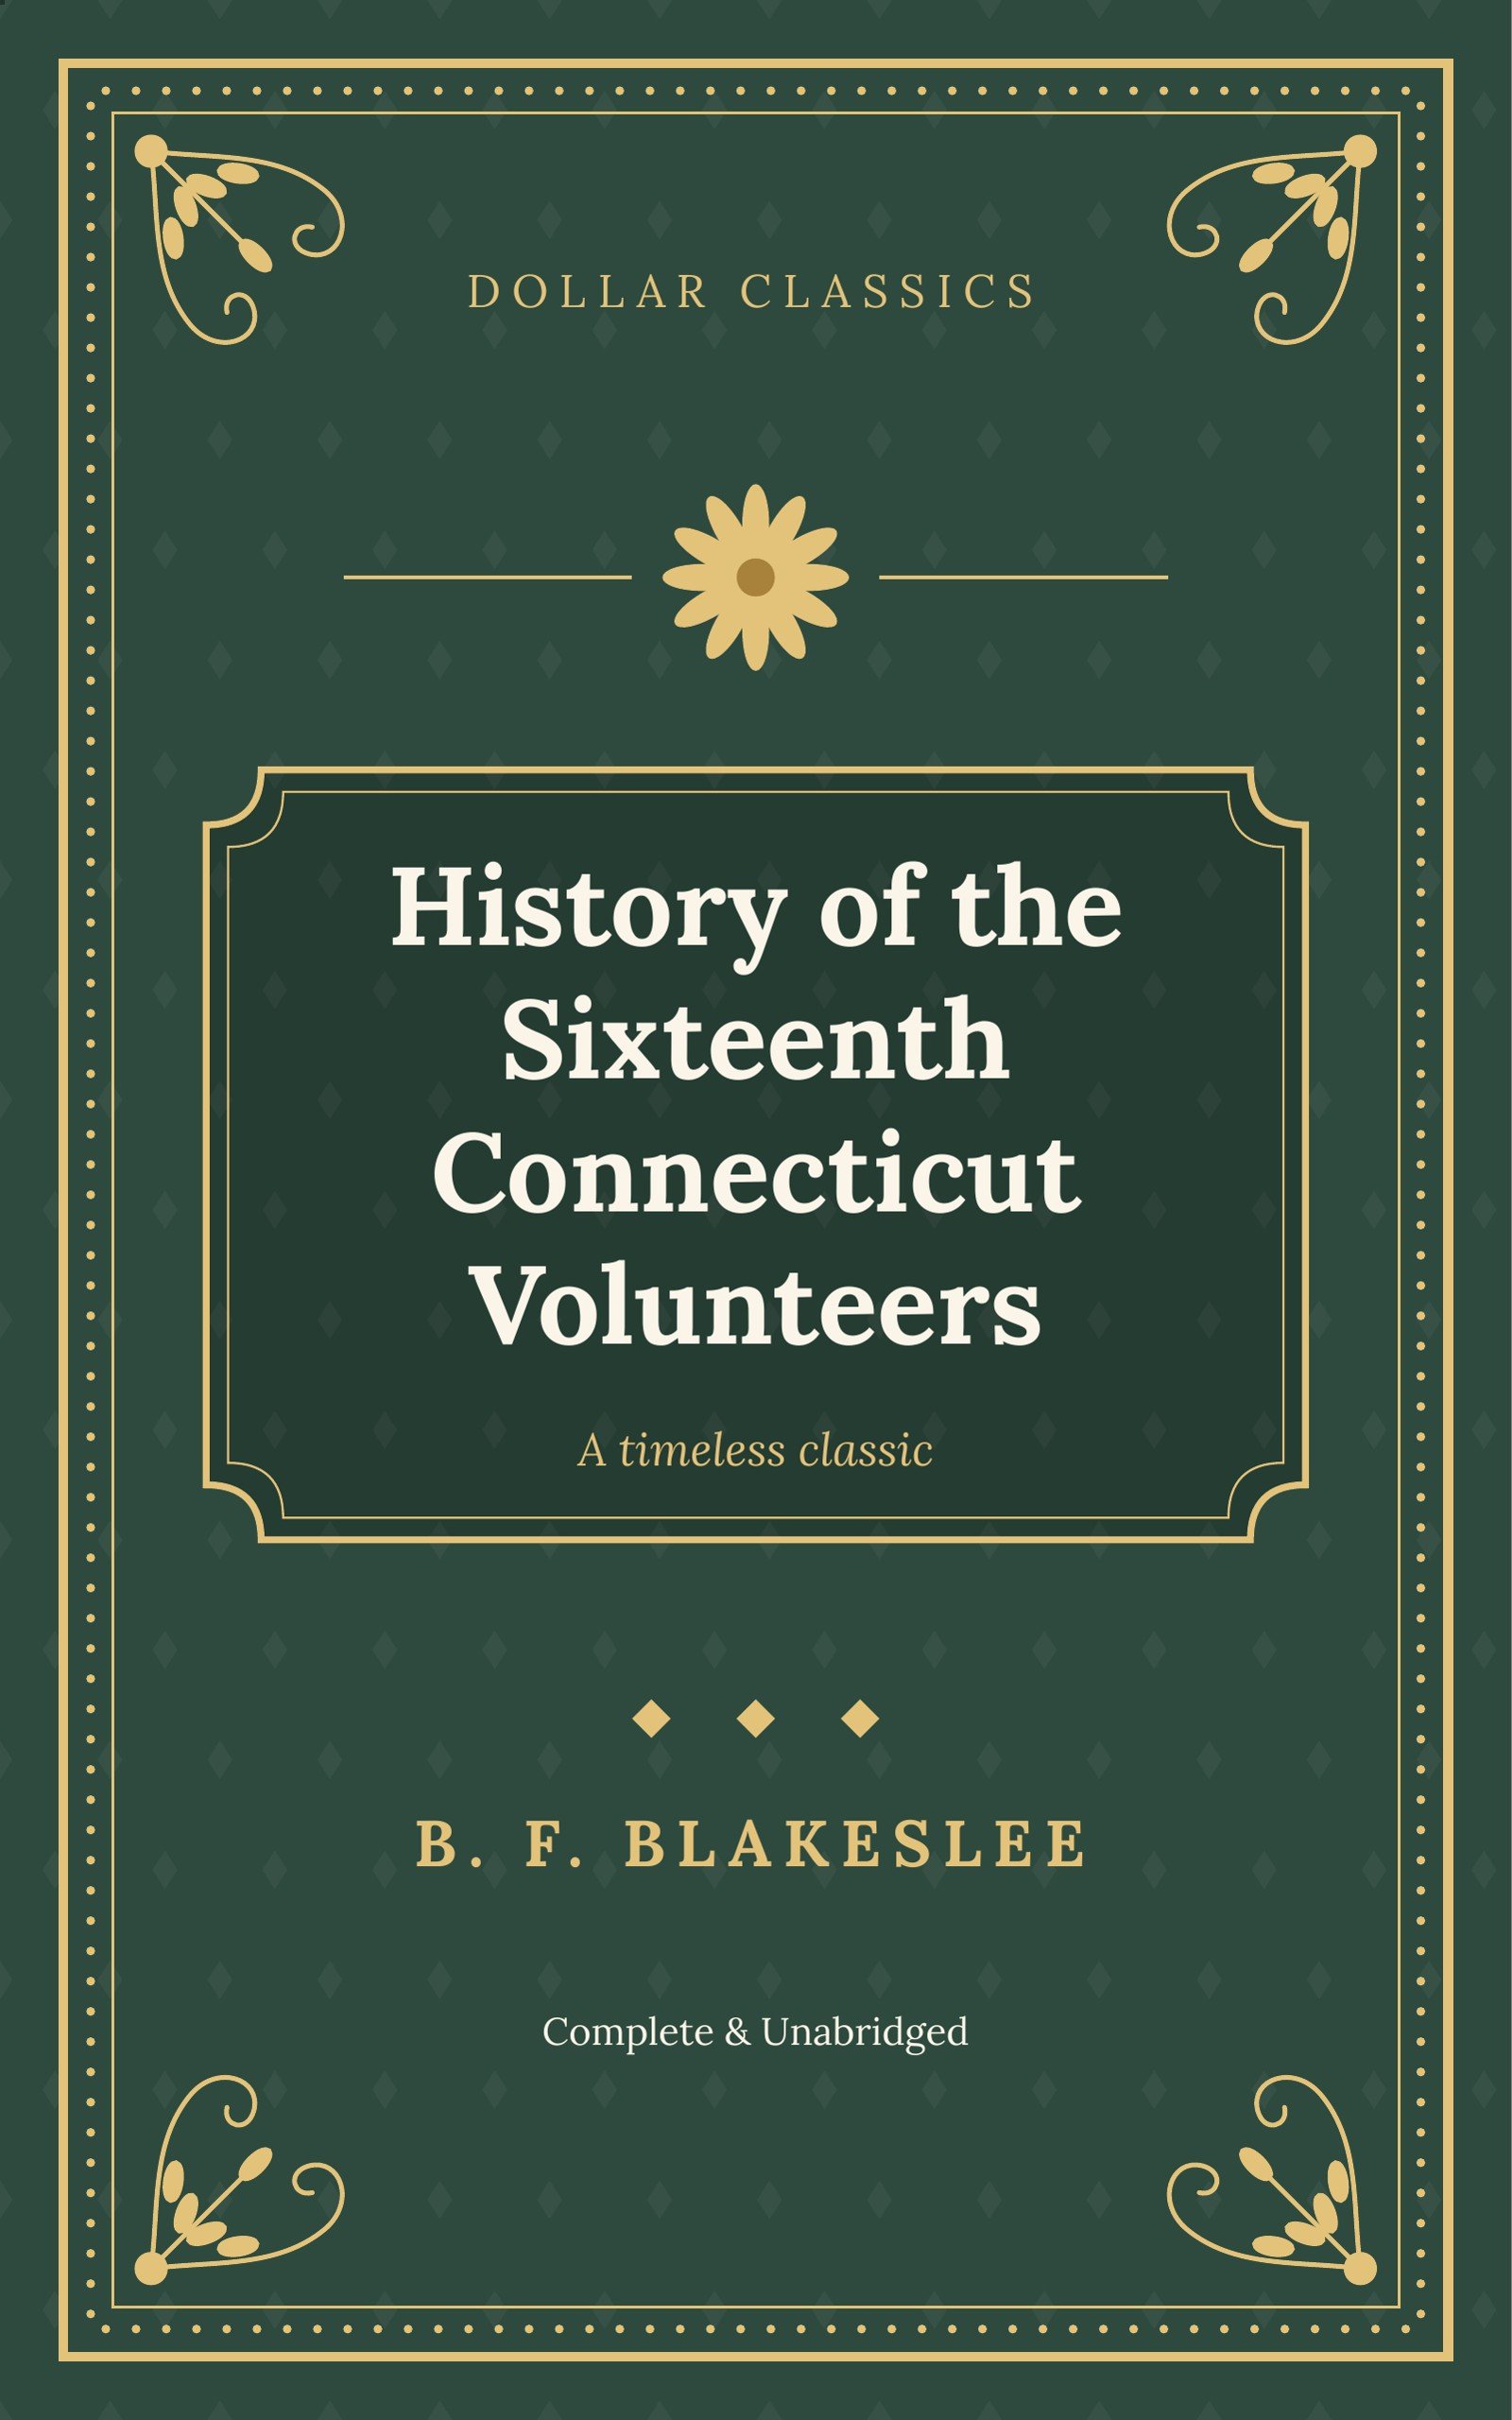 DOLLAR CLASSICS
History of the
Sixteenth
Connecticut
Volunteers
A timeless classic
B. F. BLAKESLEE
Complete & Unabridged